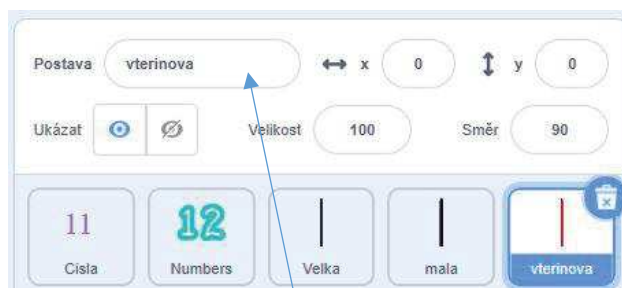 Postava vterinova x 0 y 0
Ukázat Velikost 100 Směr 90
11 12
Cisla Numbers Velka mala vterinova